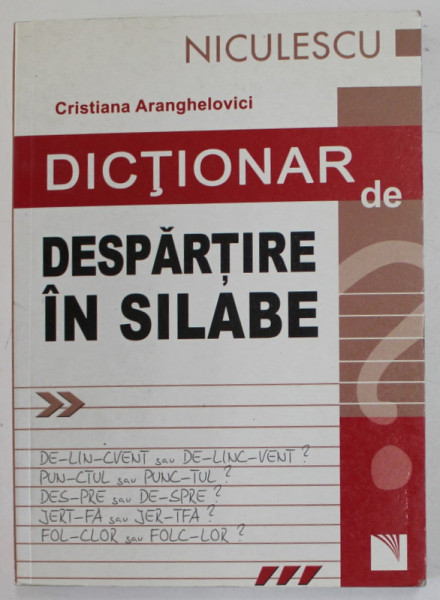 NICULESCU
Cristiana Aranghelovici
DICŢIONAR
de
DESPĂRŢIRE
ÎN SILABE
DE-LIN-CVENT sau DE-LINC-VENT ?
PUN-CTUL sau PUNC-TUL ?
DES-PRE sau DE-SPRE ?
JERT-FA sau JER-TFA ?
FOL-CLOR sau FOLC-LOR ?